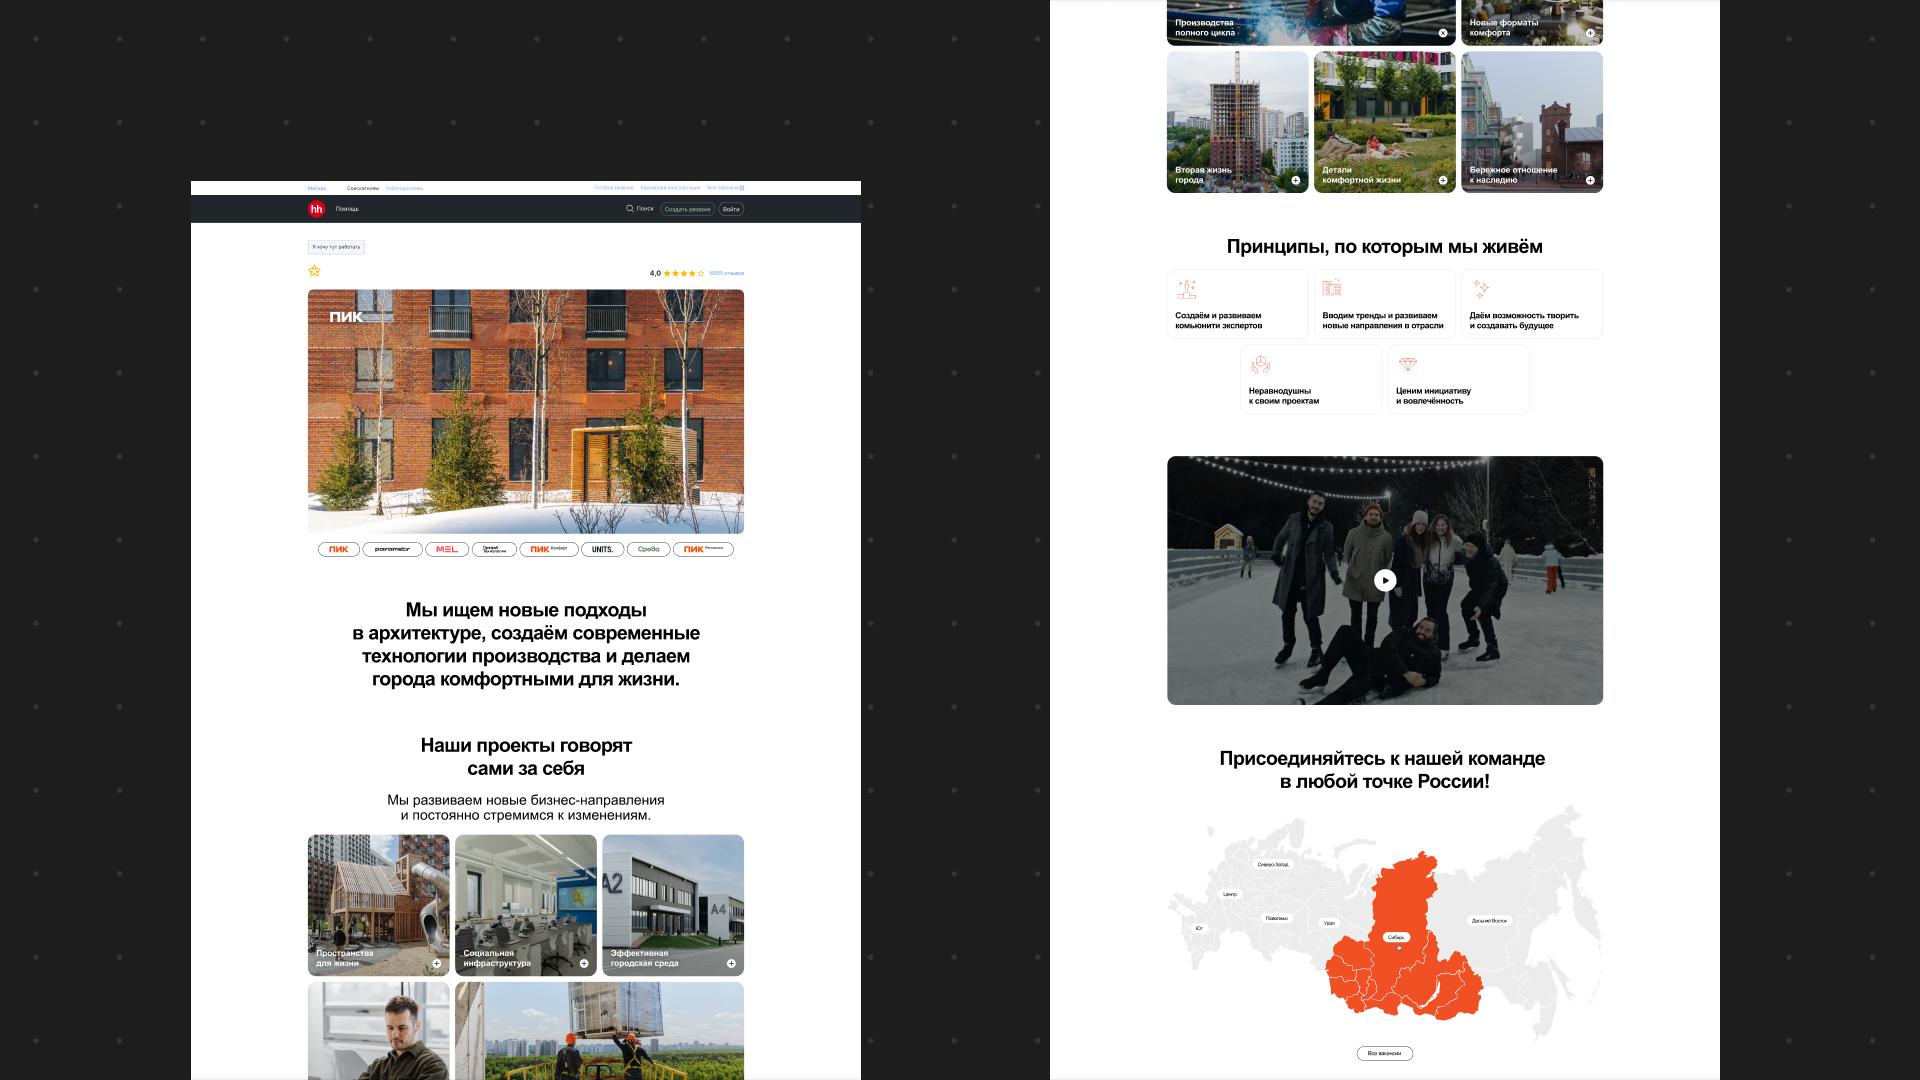 Москва
Соискателям
Работодателям
Готовое резюме
Карьерная консультация
Все сервисы
hh
Помощь
Поиск
Создать резюме
Войти
Я хочу тут работать
4,0
18005 отзывов
ПИК
ПИК
parametr
MEL
ПИК Комфорт
UNITS.
Среда
ПИК
Мы ищем новые подходы
в архитектуре, создаём современные
технологии производства и делаем
города комфортными для жизни.
Наши проекты говорят
сами за себя
Мы развиваем новые бизнес-направления
и постоянно стремимся к изменениям.
A2
A4
Пространства
для жизни
Социальная
инфраструктура
Эффективная
городская среда
Производства
полного цикла
Новые форматы
комфорта
Вторая жизнь
города
Детали
комфортной жизни
Бережное отношение
к наследию
Принципы, по которым мы живём
Создаём и развиваем
комьюнити экспертов
Вводим тренды и развиваем
новые направления в отрасли
Даём возможность творить
и создавать будущее
Неравнодушны
к своим проектам
Ценим инициативу
и вовлечённость
Присоединяйтесь к нашей команде
в любой точке России!
Северо-Запад
Центр
Юг
Поволжье
Урал
Сибирь
Дальний Восток
Все вакансии